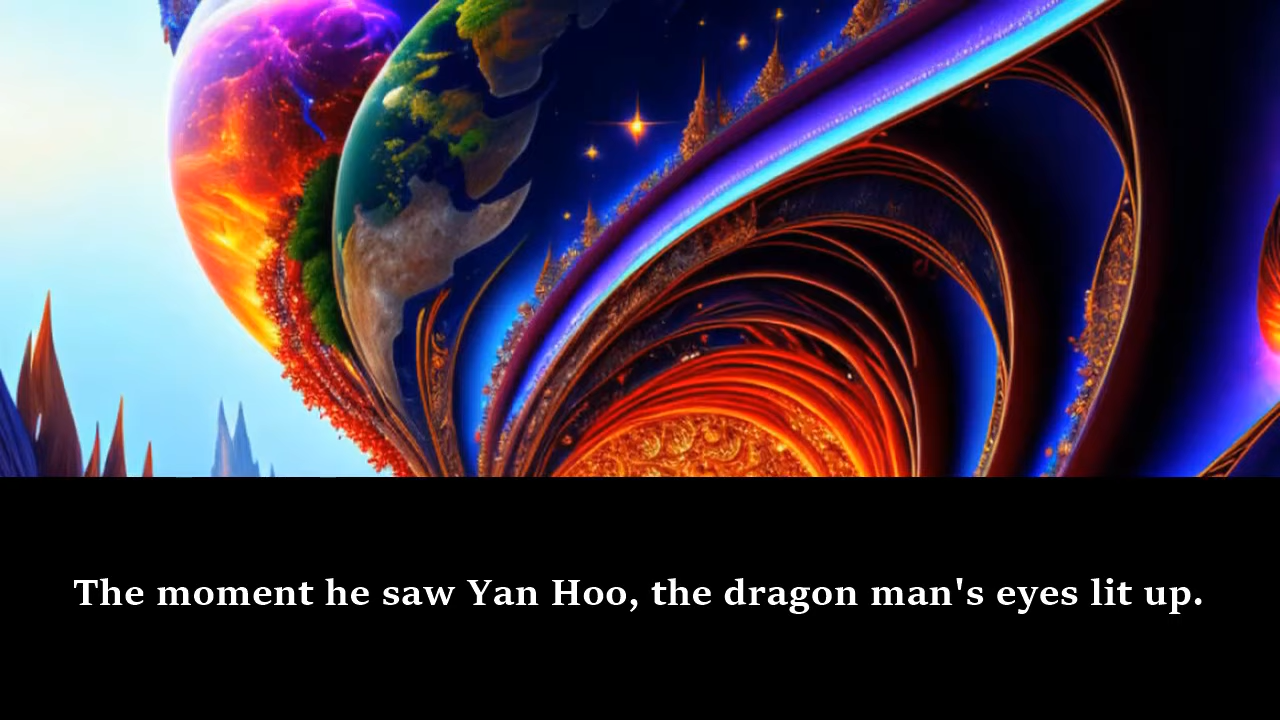 The moment he saw Yan Hoo, the dragon man's eyes lit up.